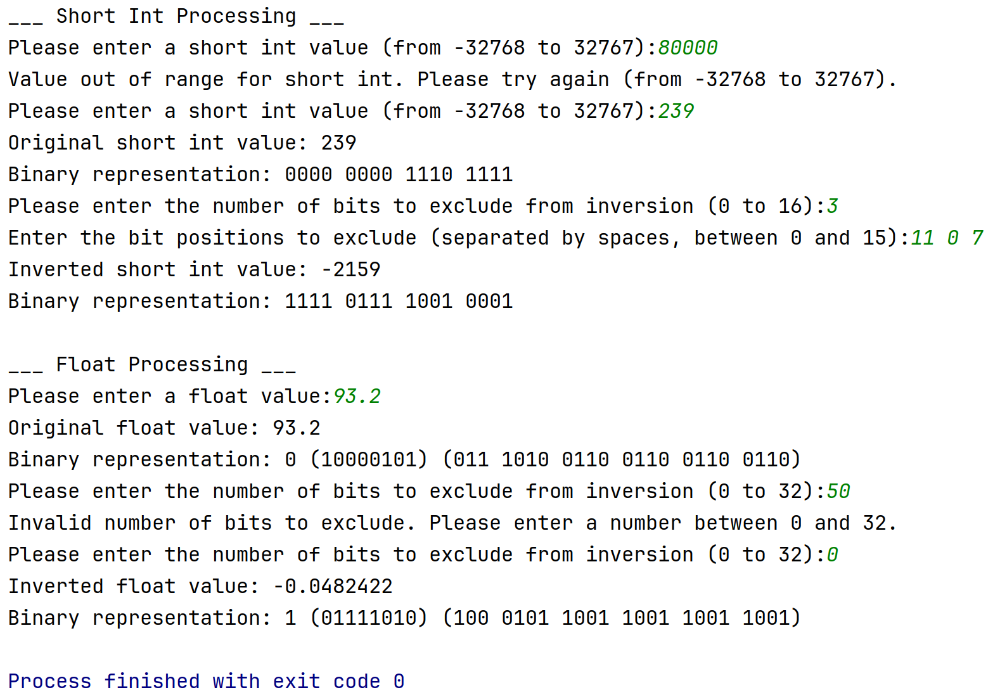 ___ Short Int Processing ___
Please enter a short int value (from -32768 to 32767):80000
Value out of range for short int. Please try again (from -32768 to 32767).
Please enter a short int value (from -32768 to 32767):239
Original short int value: 239
Binary representation: 0000 0000 1110 1111
Please enter the number of bits to exclude from inversion (0 to 16):3
Enter the bit positions to exclude (separated by spaces, between 0 and 15):11 0 7
Inverted short int value: -2159
Binary representation: 1111 0111 1001 0001

___ Float Processing ___
Please enter a float value:93.2
Original float value: 93.2
Binary representation: 0 (10000101) (011 1010 0110 0110 0110 0110)
Please enter the number of bits to exclude from inversion (0 to 32):50
Invalid number of bits to exclude. Please enter a number between 0 and 32.
Please enter the number of bits to exclude from inversion (0 to 32):0
Inverted float value: -0.0482422
Binary representation: 1 (01111010) (100 0101 1001 1001 1001 1001)

Process finished with exit code 0